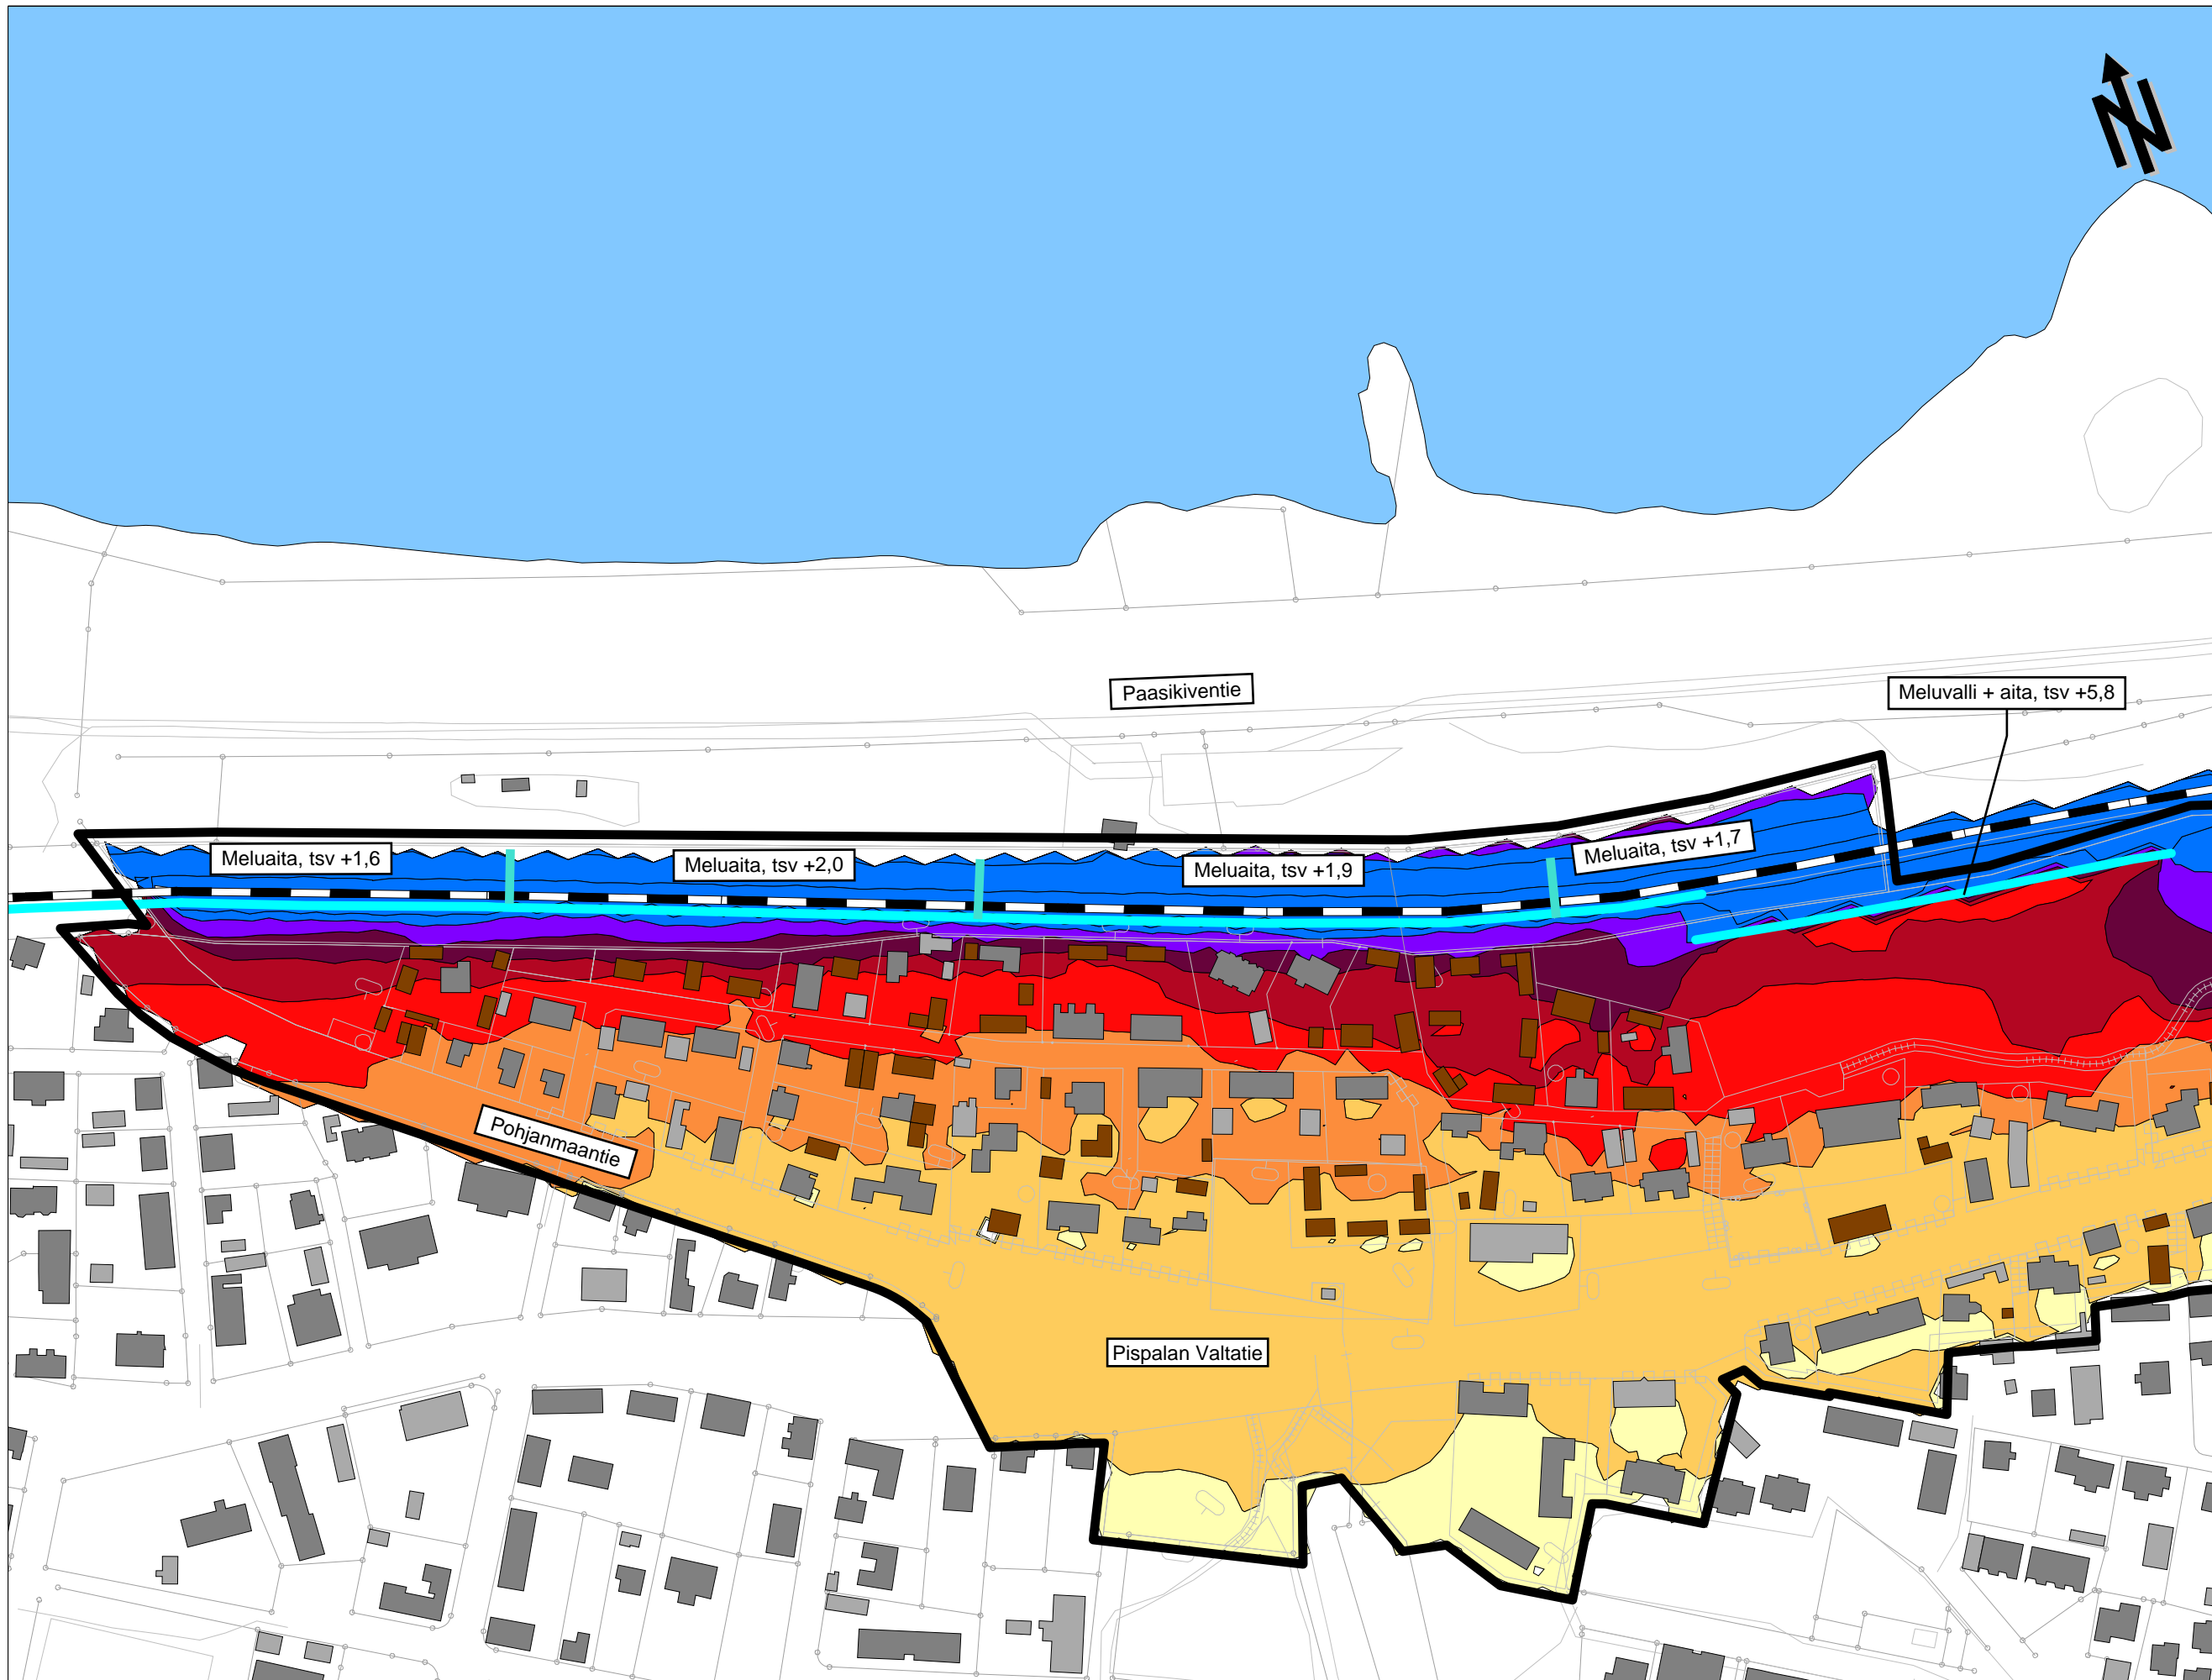 N
Paasikiventie
Meluvalli + aita, tsv +5,8
Meluaita, tsv +1,6
Meluaita, tsv +2,0
Meluaita, tsv +1,9
Meluaita, tsv +1,7
Pohjanmaantie
Pispalan Valtatie